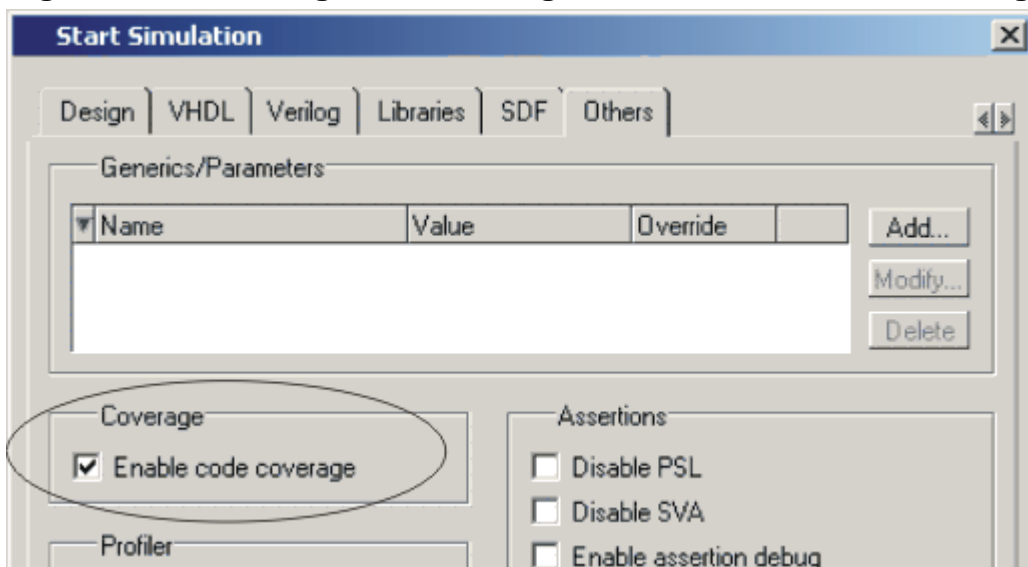 Start Simulation
Design VHDL Verilog Libraries SDF Others
Generics/Parameters
Name Value Override
Add...
Modify...
Delete
Coverage
Enable code coverage
Assertions
Disable PSL
Disable SVA
Enable assertion debug
Profiler